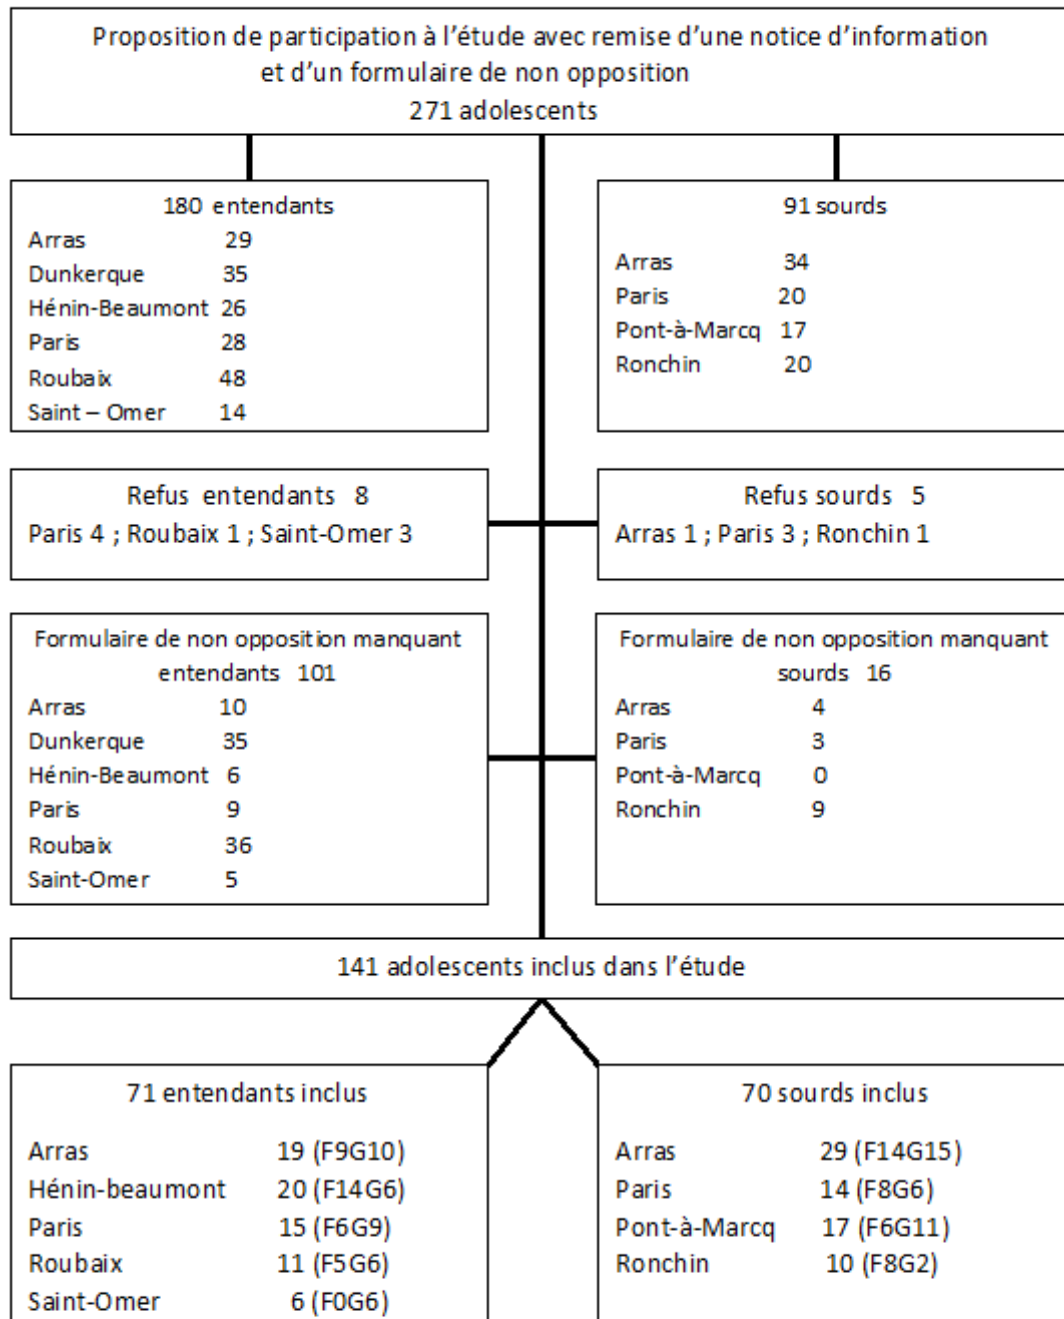 Proposition de participation à l'étude avec remise d'une notice d'information
et d'un formulaire de non opposition
271 adolescents
180 entendants
Arras 29
Dunkerque 35
Hénin-Beaumont 26
Paris 28
Roubaix 48
Saint – Omer 14
91 sourds
Arras 34
Paris 20
Pont-à-Marcq 17
Ronchin 20
Refus entendants 8
Paris 4 ; Roubaix 1 ; Saint-Omer 3
Refus sourds 5
Arras 1 ; Paris 3 ; Ronchin 1
Formulaire de non opposition manquant
entendants 101
Arras 10
Dunkerque 35
Hénin-Beaumont 6
Paris 9
Roubaix 36
Saint-Omer 5
Formulaire de non opposition manquant
sourds 16
Arras 4
Paris 3
Pont-à-Marcq 0
Ronchin 9
141 adolescents inclus dans l'étude
71 entendants inclus
Arras 19 (F9G10)
Hénin-beaumont 20 (F14G6)
Paris 15 (F6G9)
Roubaix 11 (F5G6)
Saint-Omer 6 (F0G6)
70 sourds inclus
Arras 29 (F14G15)
Paris 14 (F8G6)
Pont-à-Marcq 17 (F6G11)
Ronchin 10 (F8G2)